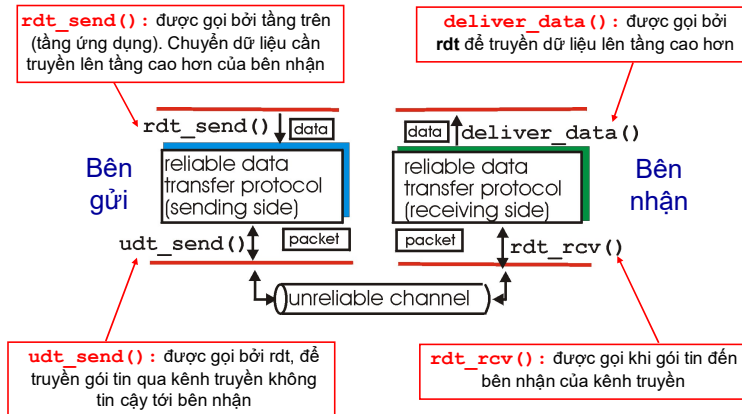 rdt_send(): được gọi bởi tầng trên
(tầng ứng dụng). Chuyển dữ liệu cần
truyền lên tầng cao hơn của bên nhận
deliver_data(): được gọi bởi
rdt để truyền dữ liệu lên tầng cao hơn
rdt_send()
data
data
deliver_data()
Bên
gửi
reliable data
transfer protocol
(sending side)
reliable data
transfer protocol
(receiving side)
Bên
nhận
udt_send()
packet
packet
rdt_rcv()
unreliable channel
udt_send(): được gọi bởi rdt, để
truyền gói tin qua kênh truyền không
tin cậy tới bên nhận
rdt_rcv(): được gọi khi gói tin đến
bên nhận của kênh truyền